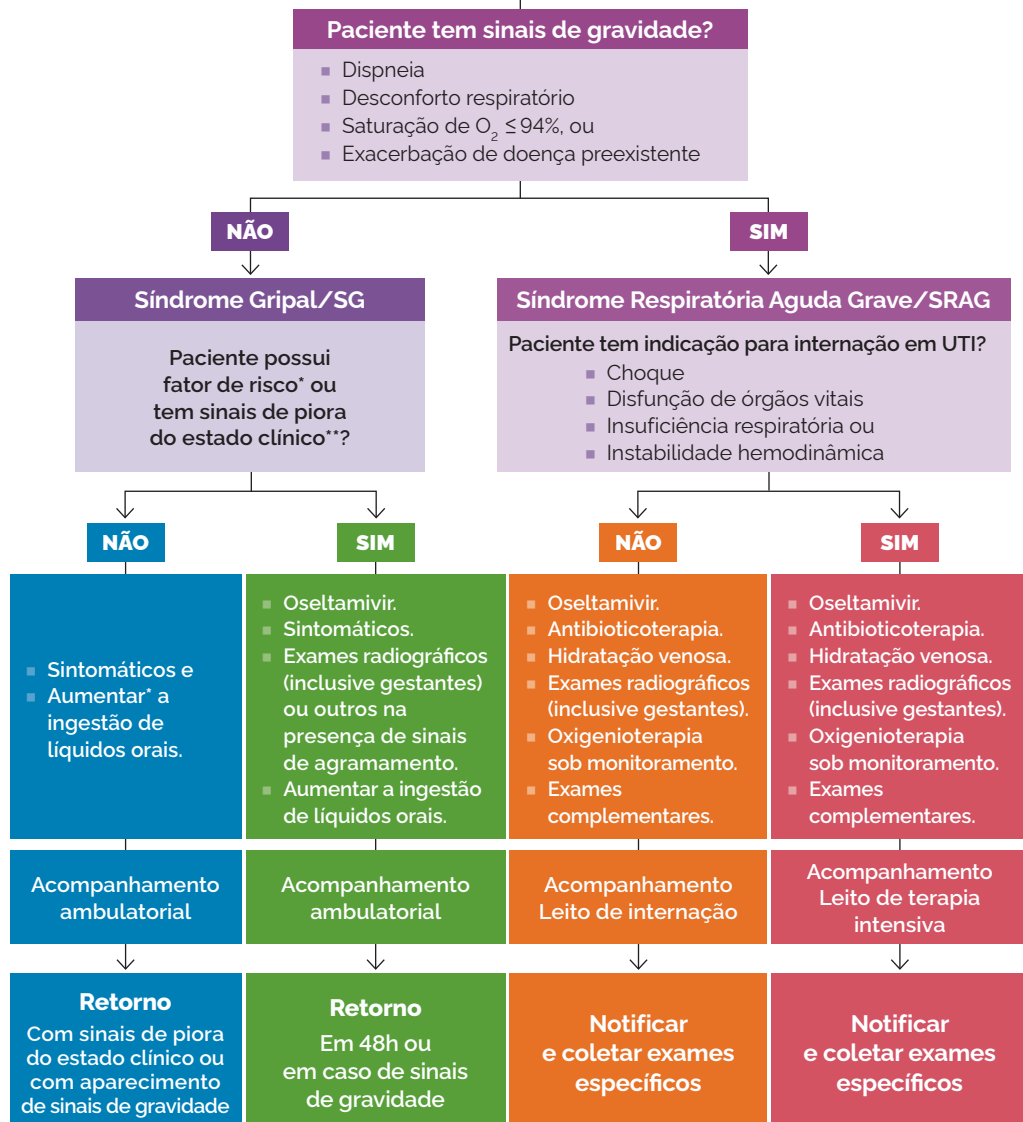 Paciente tem sinais de gravidade?
▪ Dispneia
▪ Desconforto respiratório
▪ Saturação de O₂ ≤ 94%, ou
▪ Exacerbação de doença preexistente
NÃO
SIM
Síndrome Gripal/SG
Paciente possui
fator de risco* ou
tem sinais de piora
do estado clínico**?
Síndrome Respiratória Aguda Grave/SRAG
Paciente tem indicação para internação em UTI?
▪ Choque
▪ Disfunção de órgãos vitais
▪ Insuficiência respiratória ou
▪ Instabilidade hemodinâmica
NÃO
SIM
NÃO
SIM
▪ Sintomáticos e
▪ Aumentar* a
ingestão de
líquidos orais.
▪ Oseltamivir.
▪ Sintomáticos.
▪ Exames radiográficos
(inclusive gestantes)
ou outros na
presença de sinais
de agramamento.
▪ Aumentar a ingestão
de líquidos orais.
▪ Oseltamivir.
▪ Antibioticoterapia.
▪ Hidratação venosa.
▪ Exames radiográficos
(inclusive gestantes).
▪ Oxigenioterapia
sob monitoramento.
▪ Exames
complementares.
▪ Oseltamivir.
▪ Antibioticoterapia.
▪ Hidratação venosa.
▪ Exames radiográficos
(inclusive gestantes).
▪ Oxigenioterapia
sob monitoramento.
▪ Exames
complementares.
Acompanhamento
ambulatorial
Acompanhamento
ambulatorial
Acompanhamento
Leito de internação
Acompanhamento
Leito de terapia
intensiva
Retorno
Com sinais de piora
do estado clínico ou
com aparecimento
de sinais de gravidade
Retorno
Em 48h ou
em caso de sinais
de gravidade
Notificar
e coletar exames
específicos
Notificar
e coletar exames
específicos